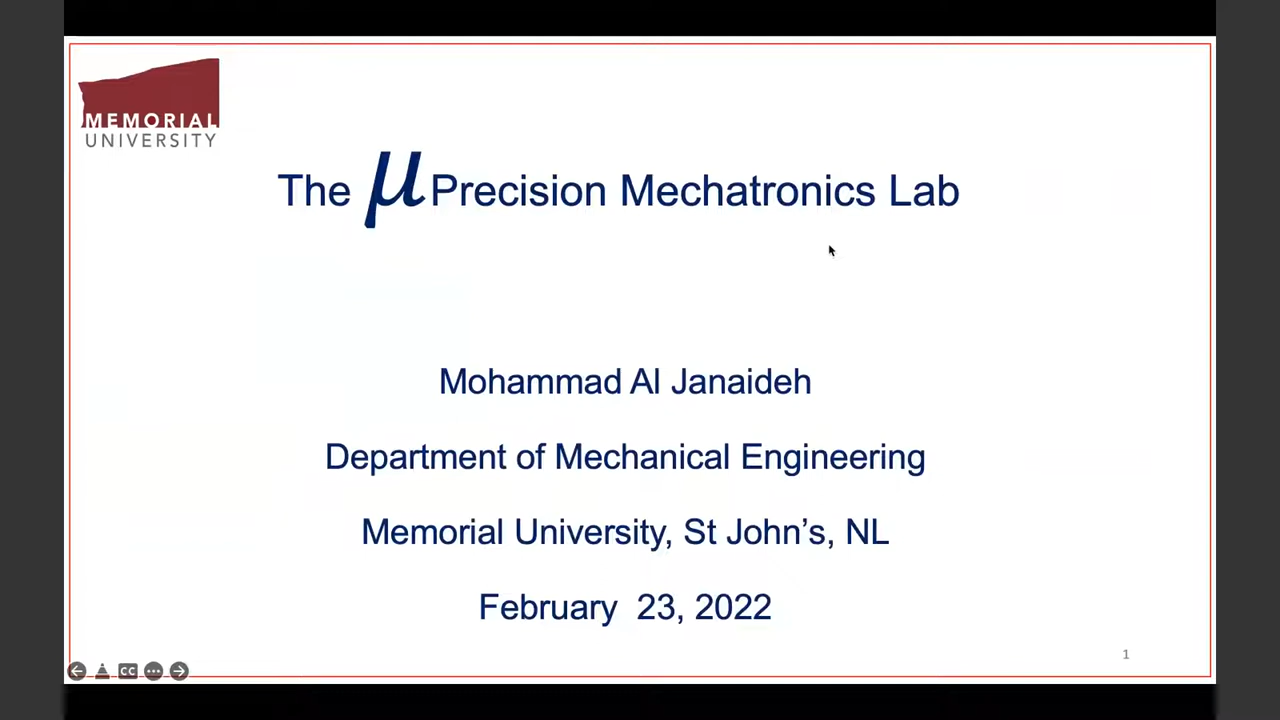 MEMORIAL
UNIVERSITY
The μ Precision Mechatronics Lab
Mohammad Al Janaideh
Department of Mechanical Engineering
Memorial University, St John’s, NL
February 23, 2022
1
CC